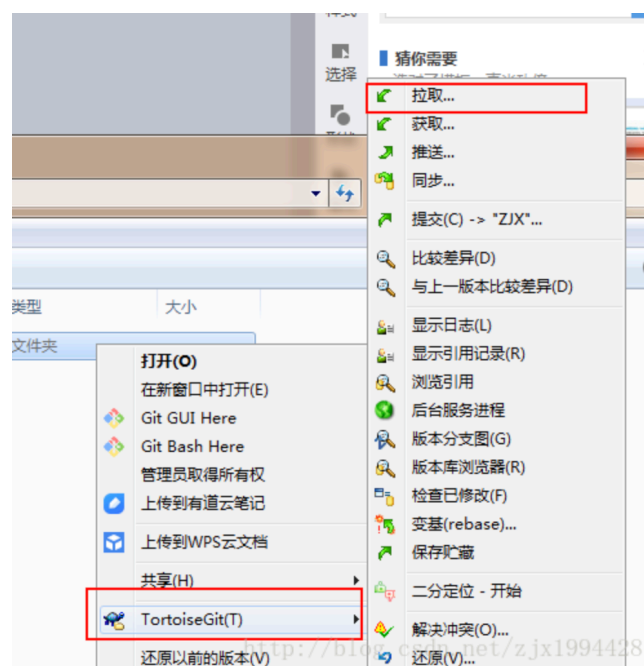 选择
猜你需要
类型
大小
文件夹
打开(O)
在新窗口中打开(E)
Git GUI Here
Git Bash Here
管理员取得所有权
上传到有道云笔记
上传到WPS云文档
共享(H)
TortoiseGit(T)
还原以前的版本(V)
拉取...
获取...
推送...
同步...
提交(C) -> "ZJX"...
比较差异(D)
与上一版本比较差异(D)
显示日志(L)
显示引用记录(R)
浏览引用
后台服务进程
版本分支图(G)
版本库浏览器(R)
检查已修改(F)
变基(rebase)...
保存贮藏
二分定位 - 开始
解决冲突(O)...
还原(V)...
http://blog.csdn.net/zjx1994428